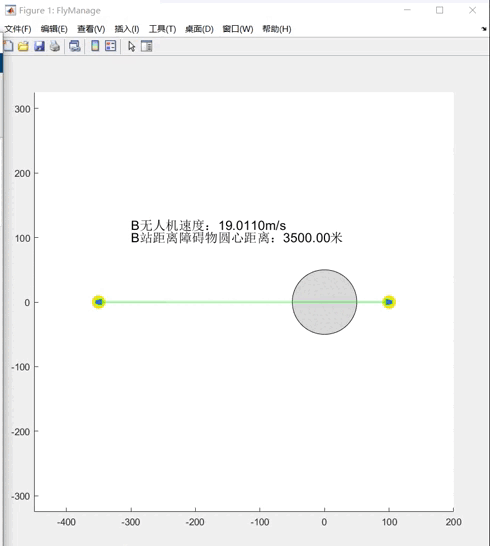 Figure 1: FlyManage
文件(F) 编辑(E) 查看(V) 插入(I) 工具(T) 桌面(D) 窗口(W) 帮助(H)
300
200
B无人机速度：19.0110m/s
B站距离障碍物圆心距离：3500.00米
100
0
-100
-200
-300
-400 -300 -200 -100 0 100 200